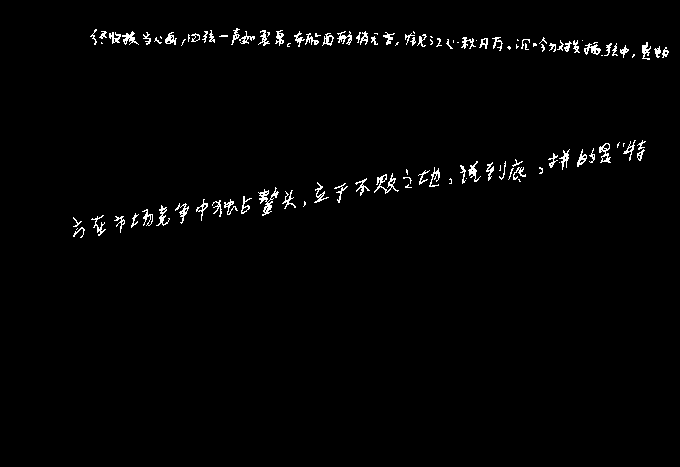 终收拨当心画，四弦一声如裂帛。东船西舫悄无言，唯见江心秋月白。沉吟放拨插弦中，整顿
方在市场竞争中独占鳌头，立于不败之地。说到底，拼的是“特